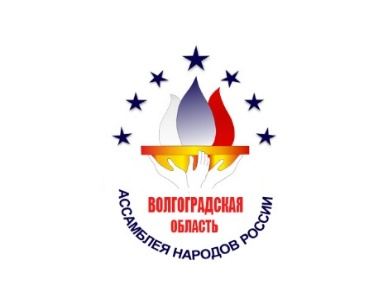 ВОЛГОГРАДСКАЯ
ОБЛАСТЬ
АССАМБЛЕЯ НАРОДОВ РОССИИ